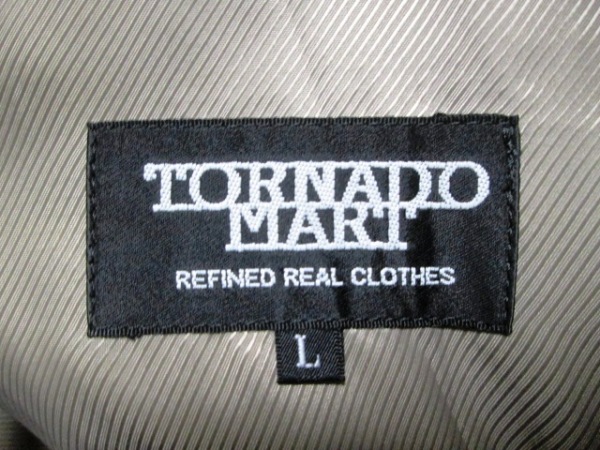 TORNADO
MART
REFINED REAL CLOTHES
L